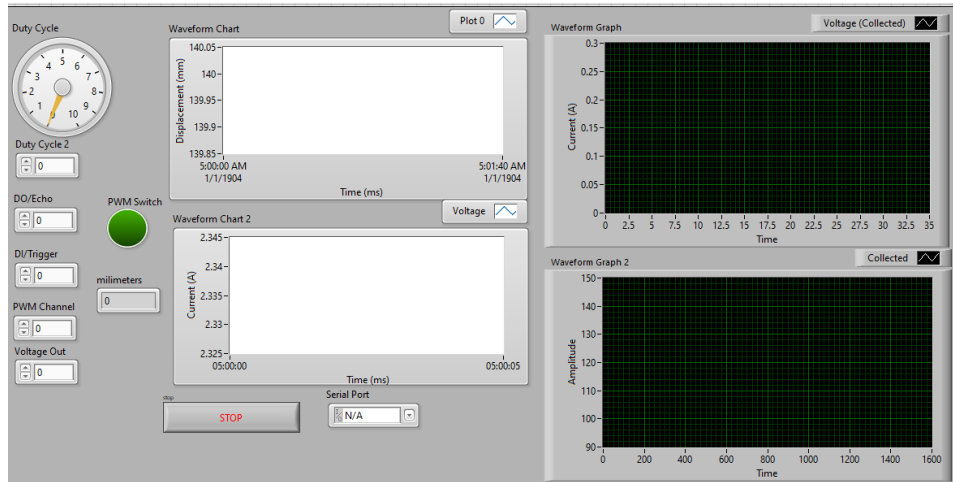 Duty Cycle
0 1 2 3 4 5 6 7 8 9 10
Duty Cycle 2
0
DO/Echo
0
PWM Switch
DI/Trigger
0
milimeters
0
PWM Channel
0
Voltage Out
0
Waveform Chart
Plot 0
Displacement (mm)
140.05
140
139.95
139.9
139.85
5:00:00 AM
1/1/1904
5:01:40 AM
1/1/1904
Time (ms)
Waveform Chart 2
Voltage
Current (A)
2.345
2.34
2.335
2.33
2.325
05:00:00
05:00:05
Time (ms)
stop
STOP
Serial Port
N/A
Waveform Graph
Voltage (Collected)
Current (A)
0.3
0.25
0.2
0.15
0.1
0.05
0
0 2.5 5 7.5 10 12.5 15 17.5 20 22.5 25 27.5 30 32.5 35
Time
Waveform Graph 2
Collected
Amplitude
150
140
130
120
110
100
90
0 200 400 600 800 1000 1200 1400 1600
Time